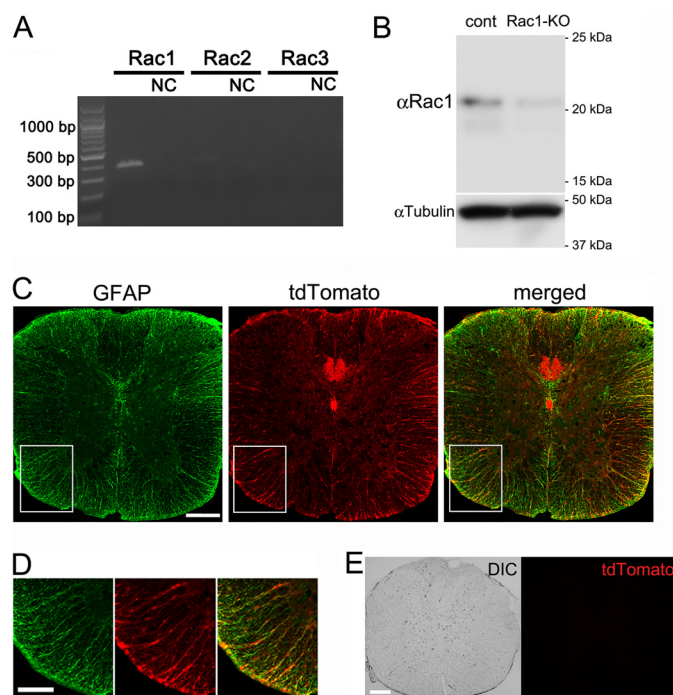 A
Rac1 Rac2 Rac3
NC NC NC
1000 bp
500 bp
300 bp
100 bp
B
cont Rac1-KO
- 25 kDa
αRac1
- 20 kDa
- 15 kDa
- 50 kDa
αTubulin
- 37 kDa
C
GFAP tdTomato merged
D
E
DIC tdTomato